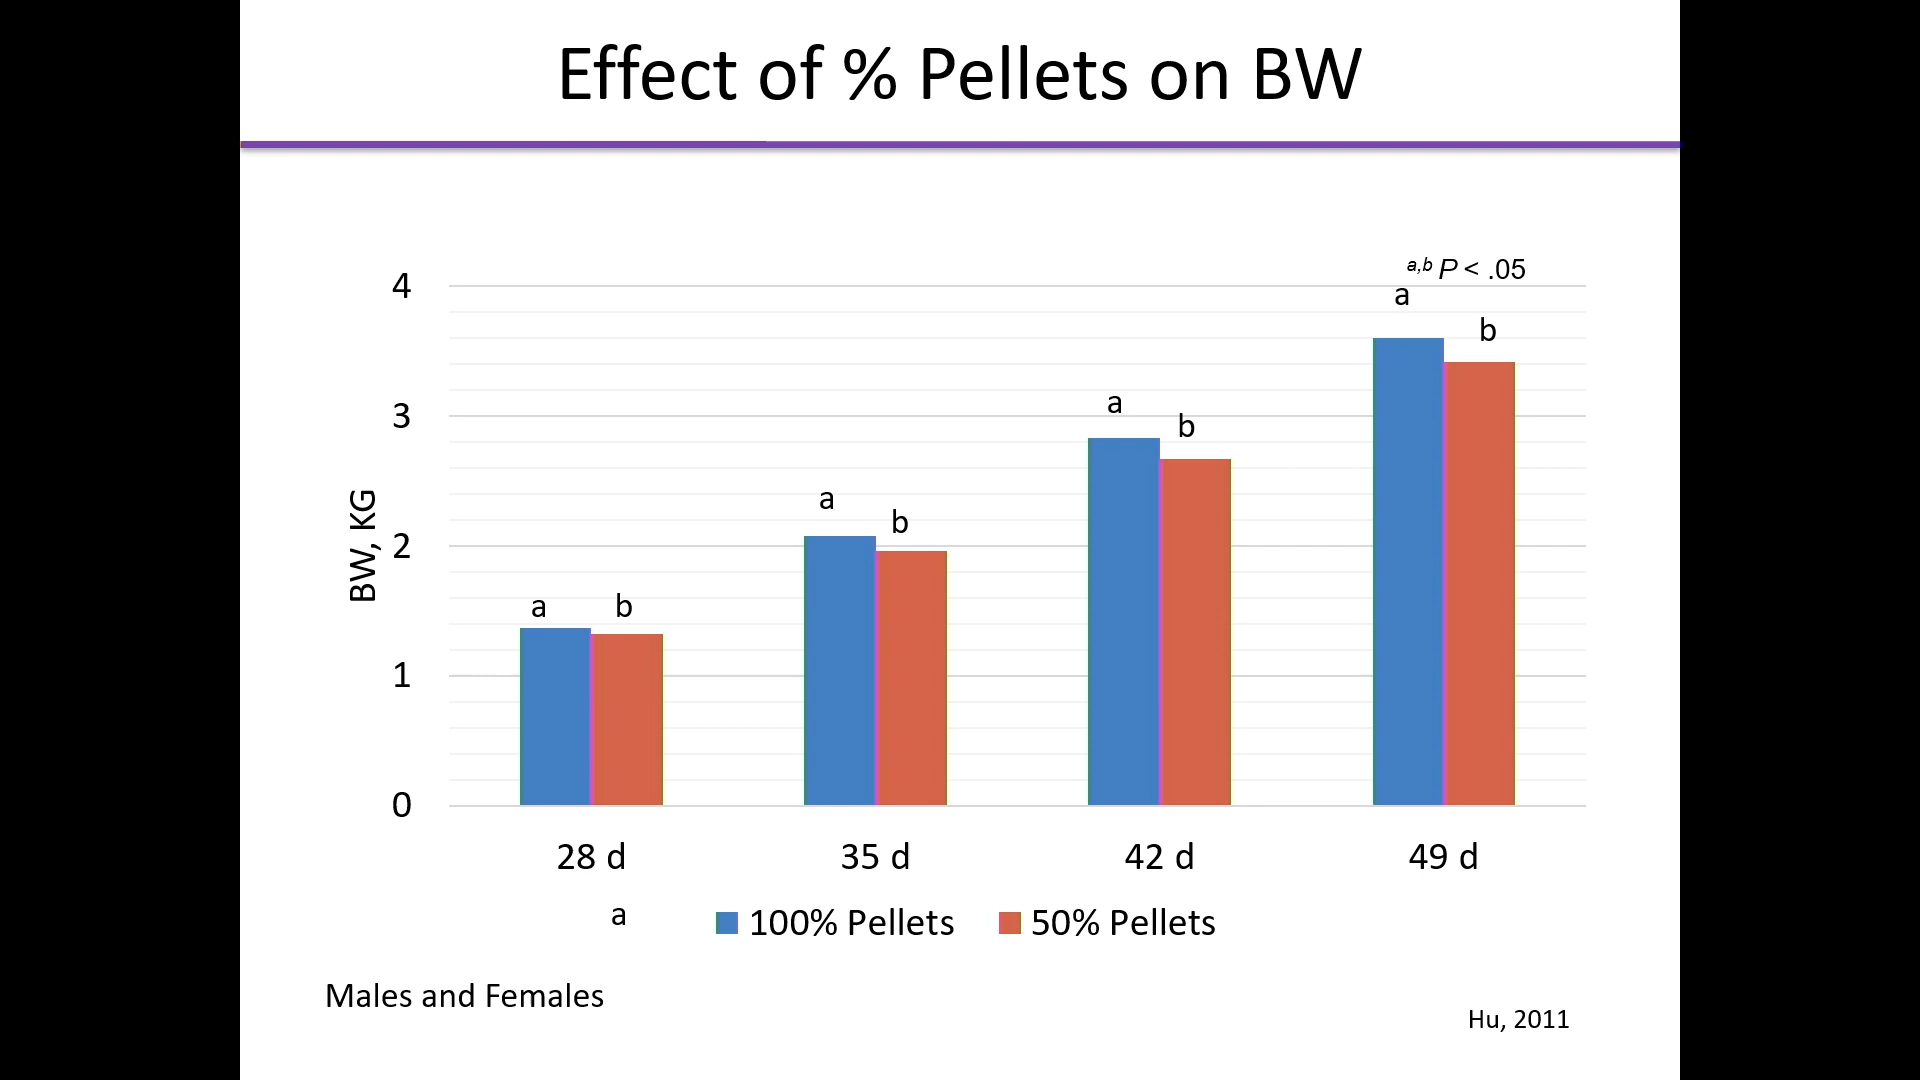 Effect of % Pellets on BW
a,b P < .05
4
a
b
3
a
b
a
b
BW, KG
2
a
b
1
0
28 d
35 d
42 d
49 d
a
100% Pellets
50% Pellets
Males and Females
Hu, 2011